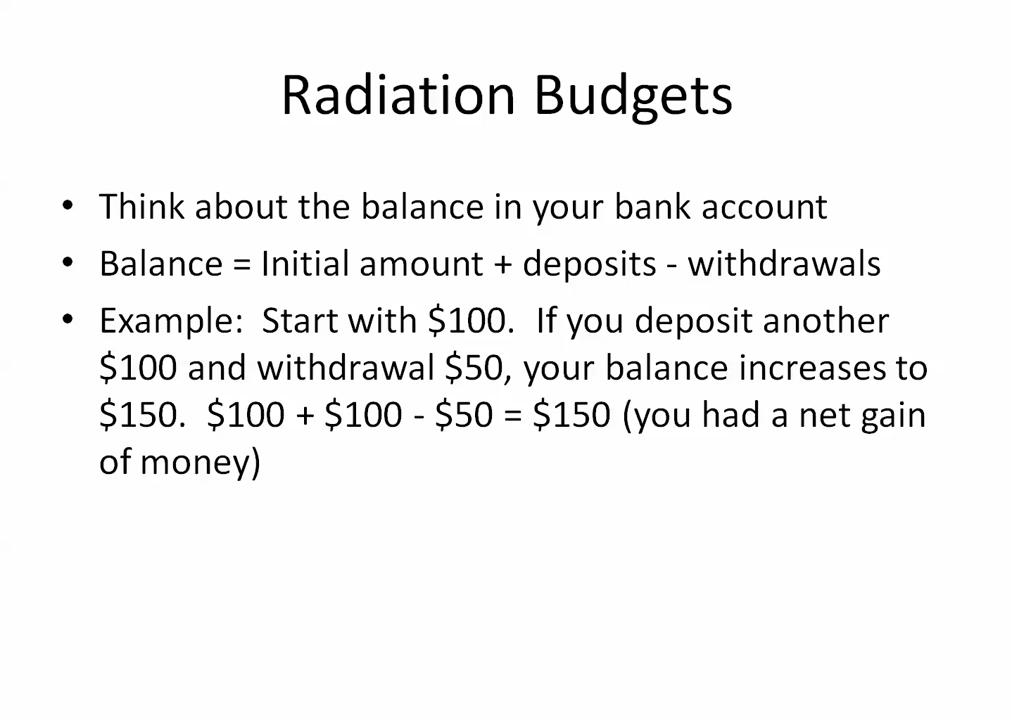 Radiation Budgets
• Think about the balance in your bank account
• Balance = Initial amount + deposits - withdrawals
• Example:  Start with $100.  If you deposit another
$100 and withdrawal $50, your balance increases to
$150.  $100 + $100 - $50 = $150 (you had a net gain
of money)